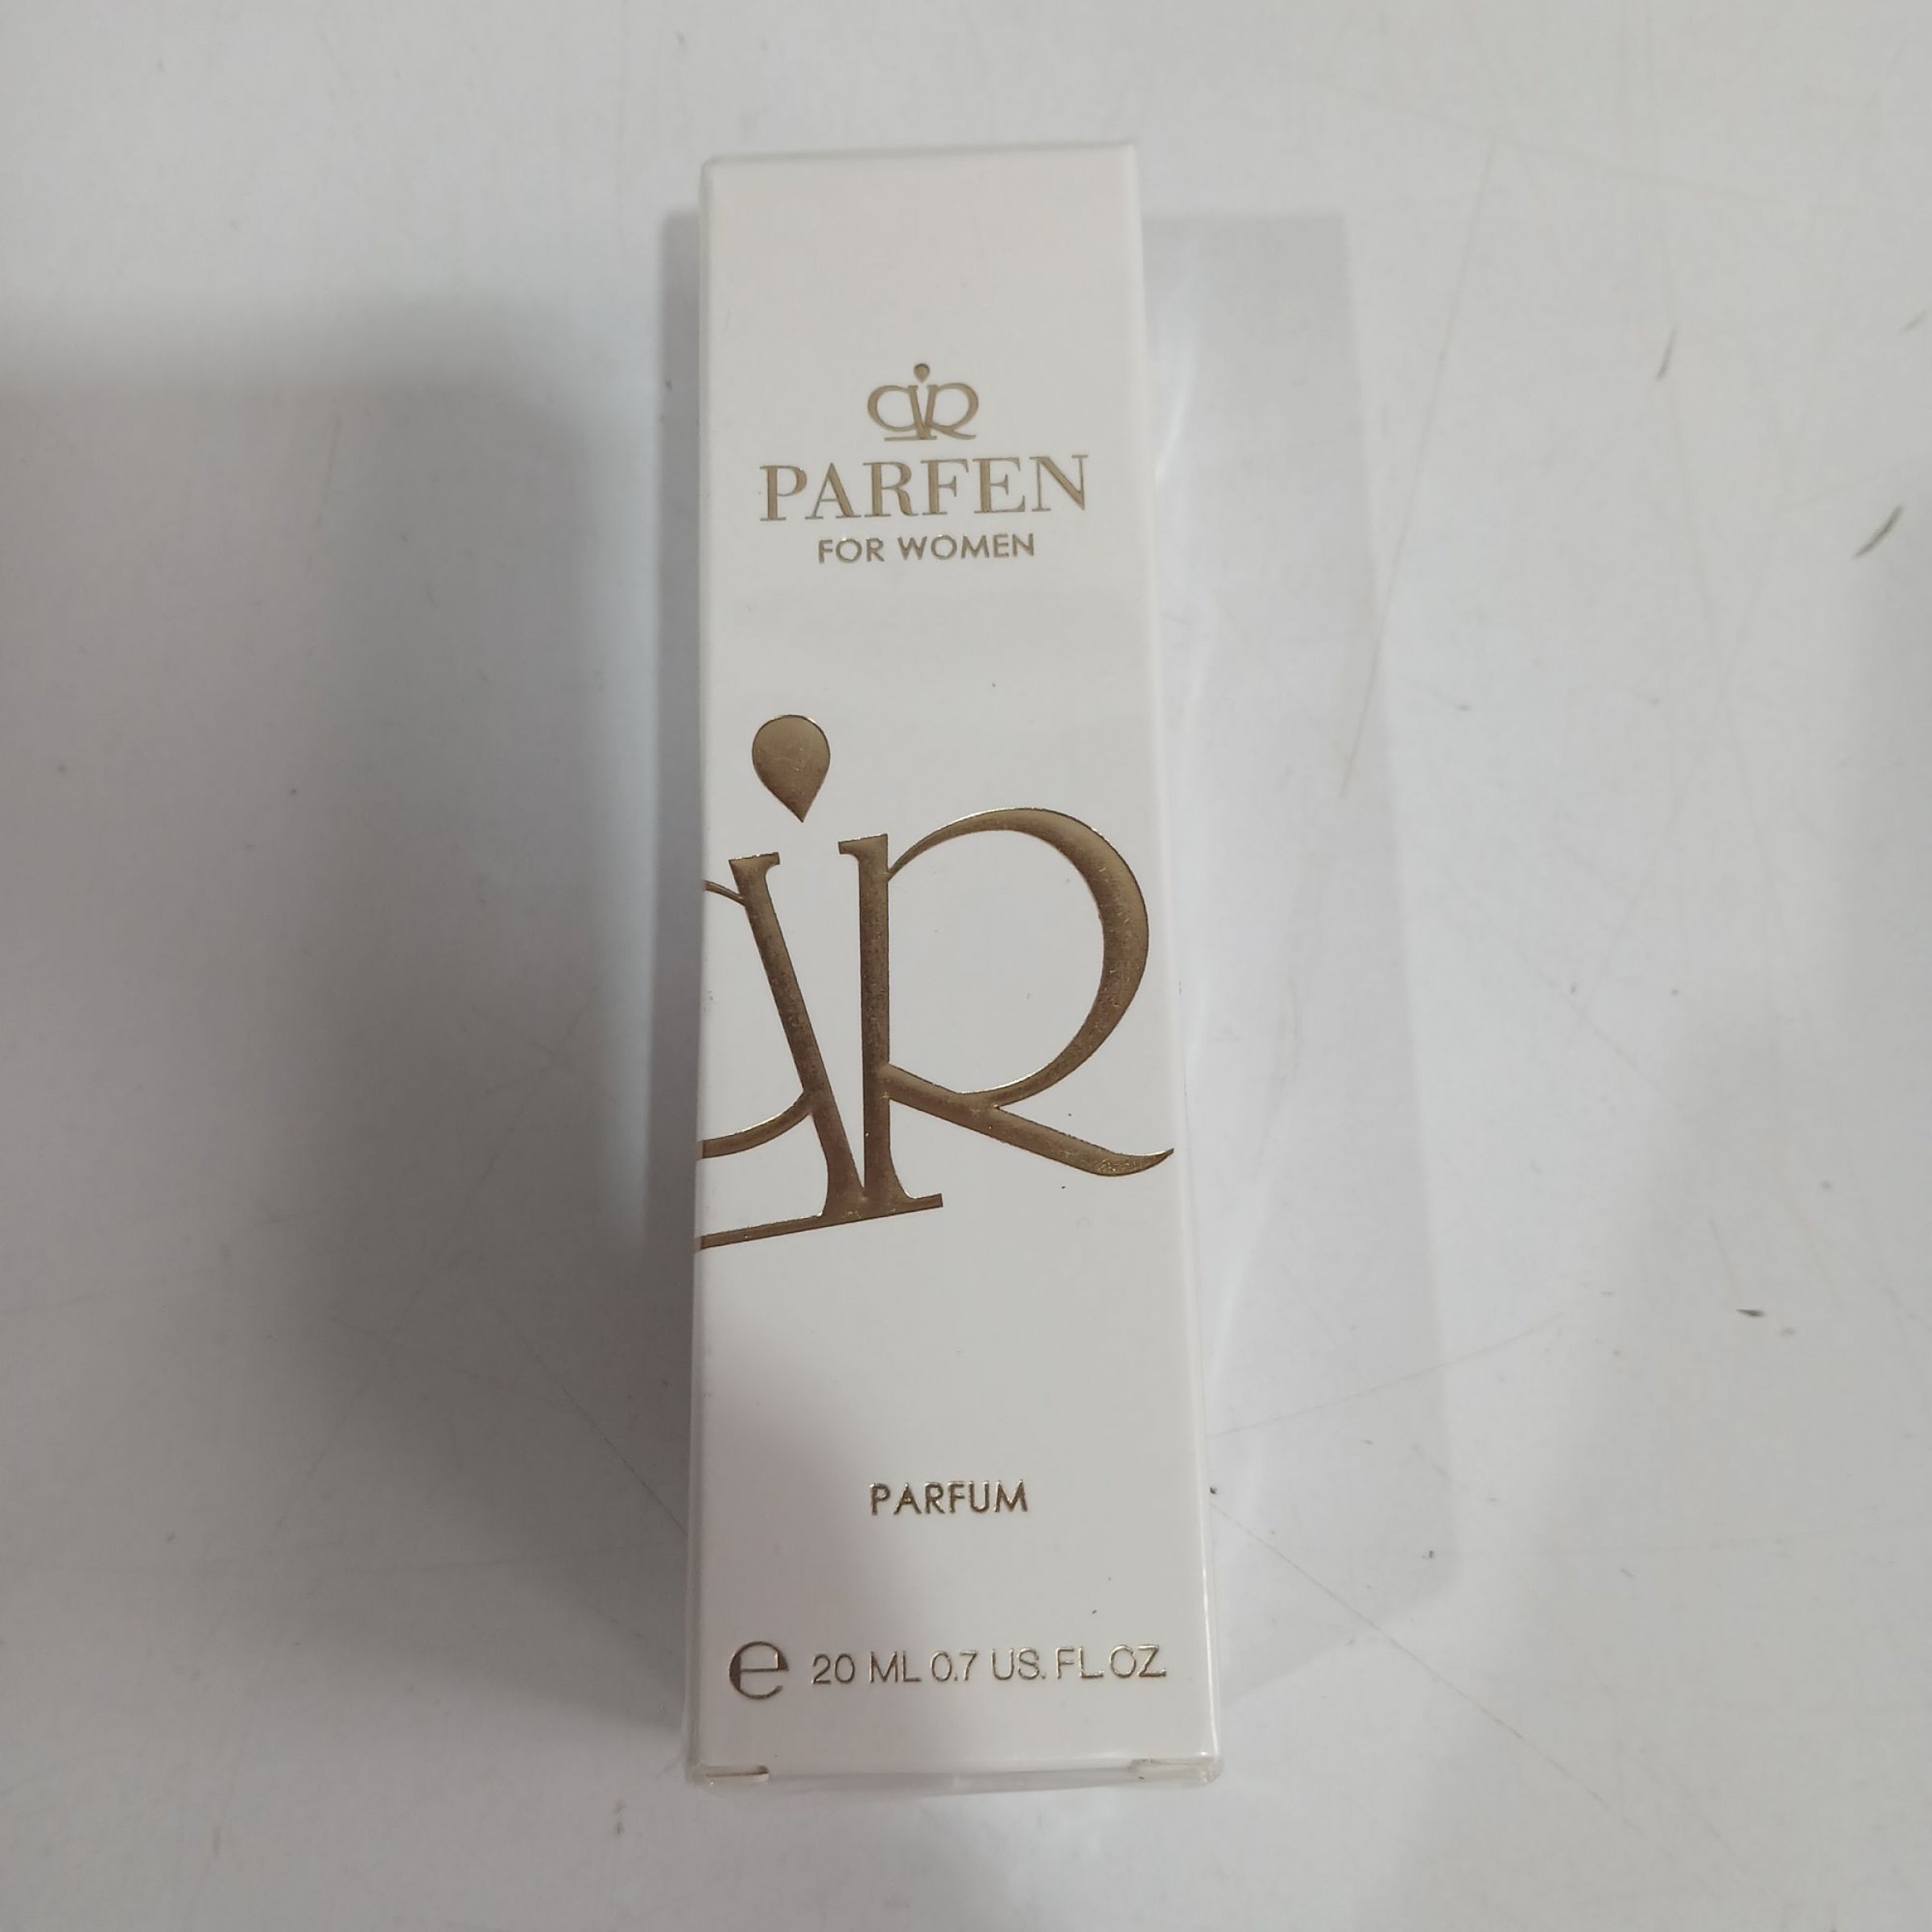 PARFEN
FOR WOMEN
PARFUM
e 20 ML 0.7 US. FL OZ